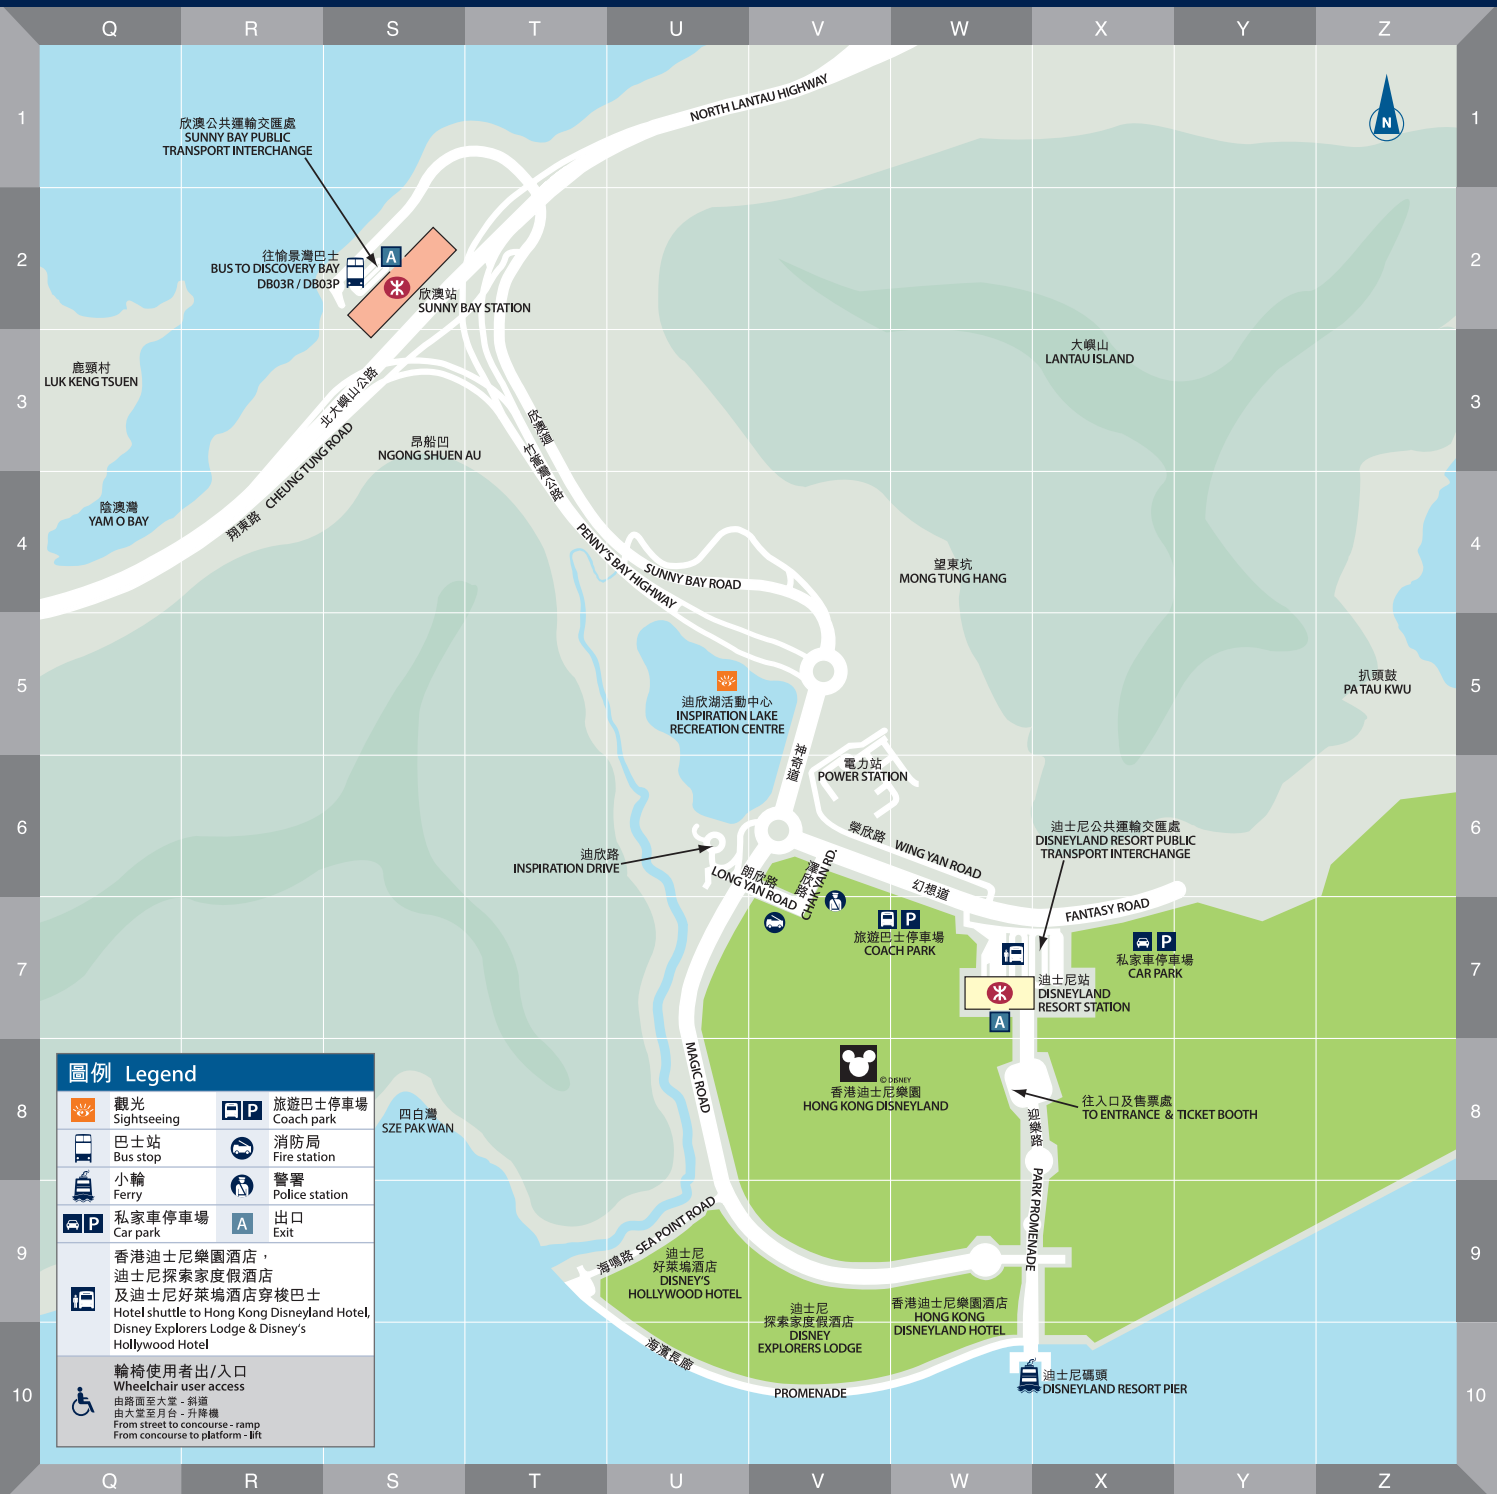 Q R S T U V W X Y Z
1
1
2
2
3
3
4
4
5
5
6
6
7
7
8
8
9
9
10
10
N
NORTH LANTAU HIGHWAY
欣澳公共運輸交匯處
SUNNY BAY PUBLIC
TRANSPORT INTERCHANGE
往愉景灣巴士
BUS TO DISCOVERY BAY
DB03R / DB03P
A
欣澳站
SUNNY BAY STATION
鹿頸村
LUK KENG TSUEN
大嶼山
LANTAU ISLAND
北大嶼山公路
翔東路 CHEUNG TUNG ROAD
昂船凹
NGONG SHUEN AU
欣澳道
竹篙灣公路
陰澳灣
YAM O BAY
PENNY'S BAY HIGHWAY
SUNNY BAY ROAD
望東坑
MONG TUNG HANG
扒頭鼓
PA TAU KWU
迪欣湖活動中心
INSPIRATION LAKE
RECREATION CENTRE
神奇道
電力站
POWER STATION
榮欣路 WING YAN ROAD
迪士尼公共運輸交匯處
DISNEYLAND RESORT PUBLIC
TRANSPORT INTERCHANGE
迪欣路
INSPIRATION DRIVE
朗欣路
LONG YAN ROAD
澤欣路
CHAK YAN RD.
幻想道
FANTASY ROAD
P
旅遊巴士停車場
COACH PARK
P
私家車停車場
CAR PARK
迪士尼站
DISNEYLAND
RESORT STATION
A
MAGIC ROAD
© DISNEY
香港迪士尼樂園
HONG KONG DISNEYLAND
往入口及售票處
TO ENTRANCE & TICKET BOOTH
迎樂路
PARK PROMENADE
四白灣
SZE PAK WAN
海鳴路 SEA POINT ROAD
迪士尼
好萊塢酒店
DISNEY'S
HOLLYWOOD HOTEL
迪士尼
探索家度假酒店
DISNEY
EXPLORERS LODGE
香港迪士尼樂園酒店
HONG KONG
DISNEYLAND HOTEL
海濱長廊
PROMENADE
迪士尼碼頭
DISNEYLAND RESORT PIER
圖例 Legend
觀光
Sightseeing
P
旅遊巴士停車場
Coach park
巴士站
Bus stop
消防局
Fire station
小輪
Ferry
警署
Police station
P
私家車停車場
Car park
A
出口
Exit
香港迪士尼樂園酒店，
迪士尼探索家度假酒店
及迪士尼好萊塢酒店穿梭巴士
Hotel shuttle to Hong Kong Disneyland Hotel,
Disney Explorers Lodge & Disney's
Hollywood Hotel
輪椅使用者出/入口
Wheelchair user access
由路面至大堂 - 斜道
由大堂至月台 - 升降機
From street to concourse - ramp
From concourse to platform - lift
Q R S T U V W X Y Z